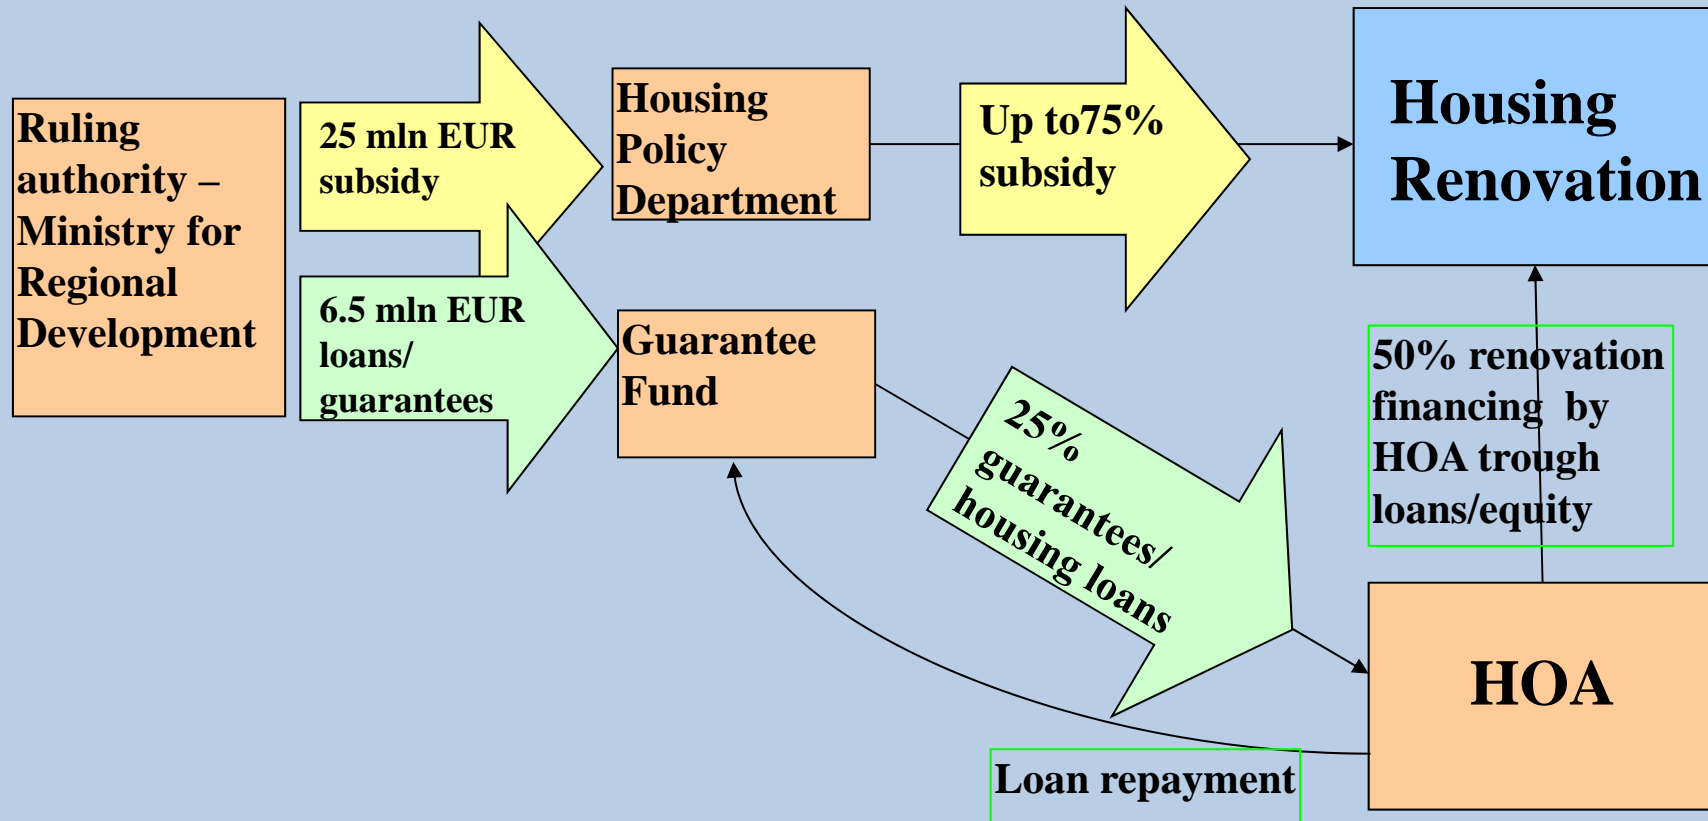 Ruling
authority –
Ministry for
Regional
Development
25 mln EUR
subsidy
6.5 mln EUR
loans/
guarantees
Housing
Policy
Department
Guarantee
Fund
Up to75%
subsidy
Housing
Renovation
25%
guarantees/
housing loans
50% renovation
financing by
HOA trough
loans/equity
HOA
Loan repayment